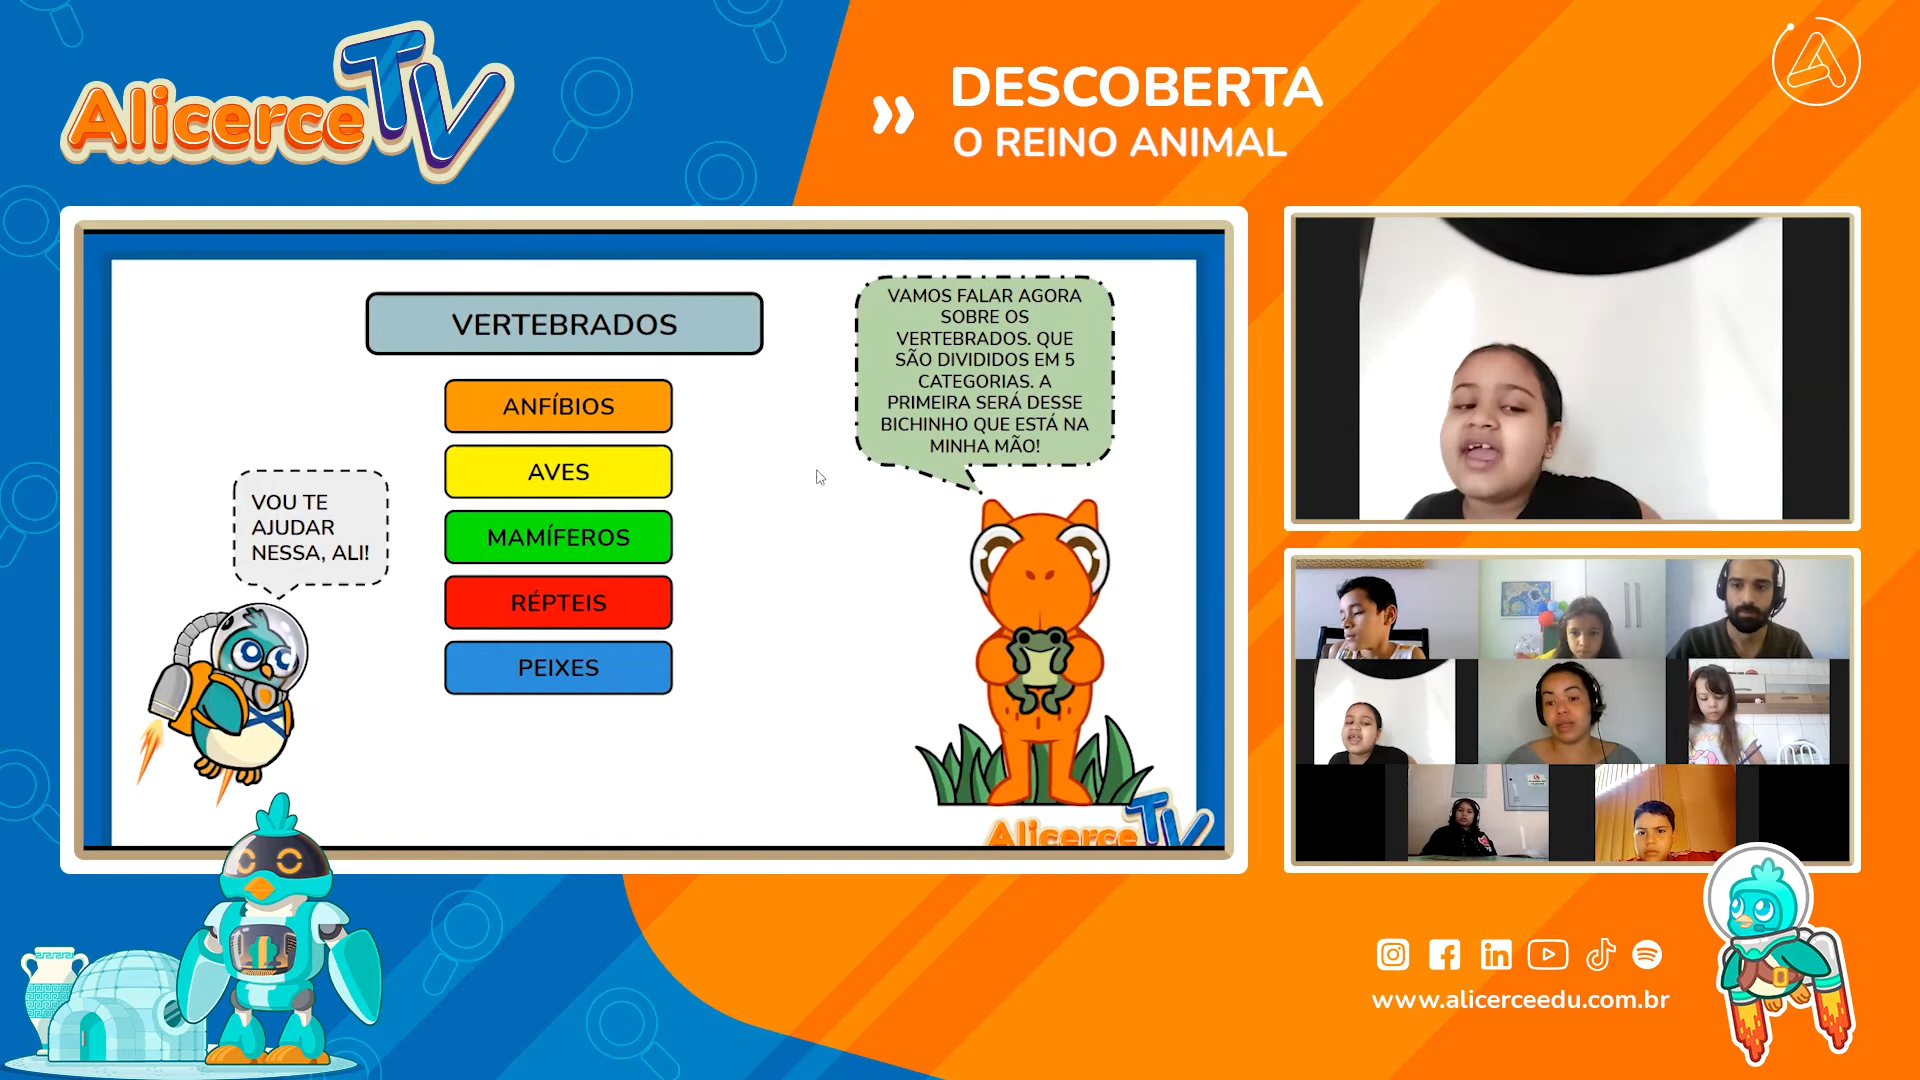 AlicerceTV
DESCOBERTA
O REINO ANIMAL
VERTEBRADOS
ANFÍBIOS
AVES
MAMÍFEROS
RÉPTEIS
PEIXES
VAMOS FALAR AGORA
SOBRE OS
VERTEBRADOS. QUE
SÃO DIVIDIDOS EM 5
CATEGORIAS. A
PRIMEIRA SERÁ DESSE
BICHINHO QUE ESTÁ NA
MINHA MÃO!
VOU TE
AJUDAR
NESSA, ALI!
AlicerceTV
www.alicerceedu.com.br